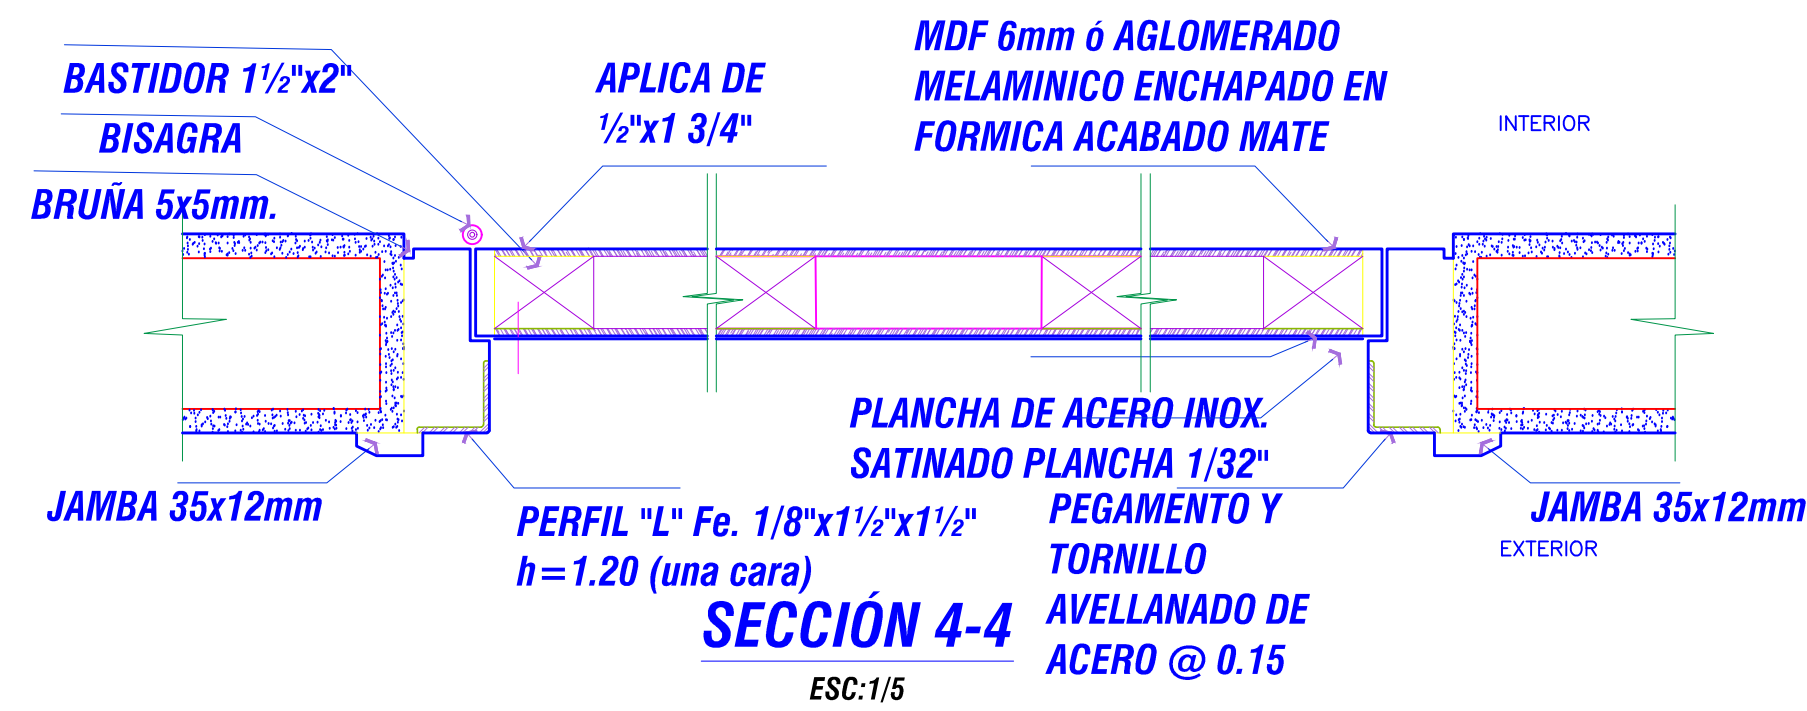 MDF 6mm ó AGLOMERADO
MELAMINICO ENCHAPADO EN
FORMICA ACABADO MATE
BASTIDOR 1½"x2"
APLICA DE
½"x1 3/4"
INTERIOR
BISAGRA
BRUÑA 5x5mm.
PLANCHA DE ACERO INOX.
SATINADO PLANCHA 1/32"
JAMBA 35x12mm
PERFIL "L" Fe. 1/8"x1½"x1½"
h=1.20 (una cara)
PEGAMENTO Y
TORNILLO
AVELLANADO DE
ACERO @ 0.15
JAMBA 35x12mm
EXTERIOR
SECCIÓN 4-4
ESC:1/5